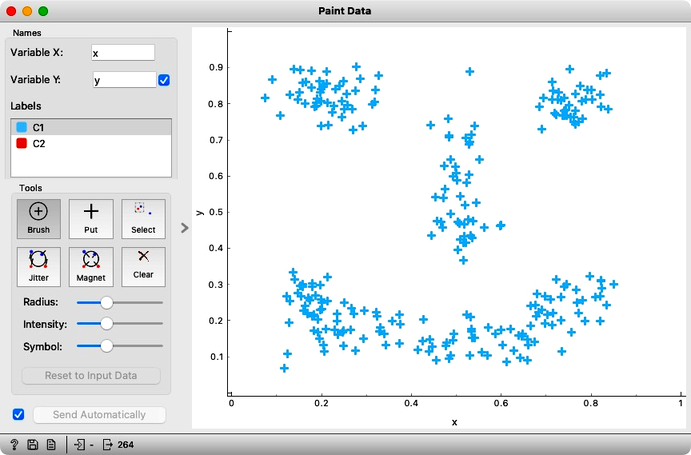 Paint Data
Names
Variable X: x
Variable Y: y
Labels
C1
C2
Tools
Brush Put Select
Jitter Magnet Clear
Radius:
Intensity:
Symbol:
Reset to Input Data
Send Automatically
y
0.9
0.8
0.7
0.6
0.5
0.4
0.3
0.2
0.1
0 0.2 0.4 0.6 0.8 1
x
? - 264